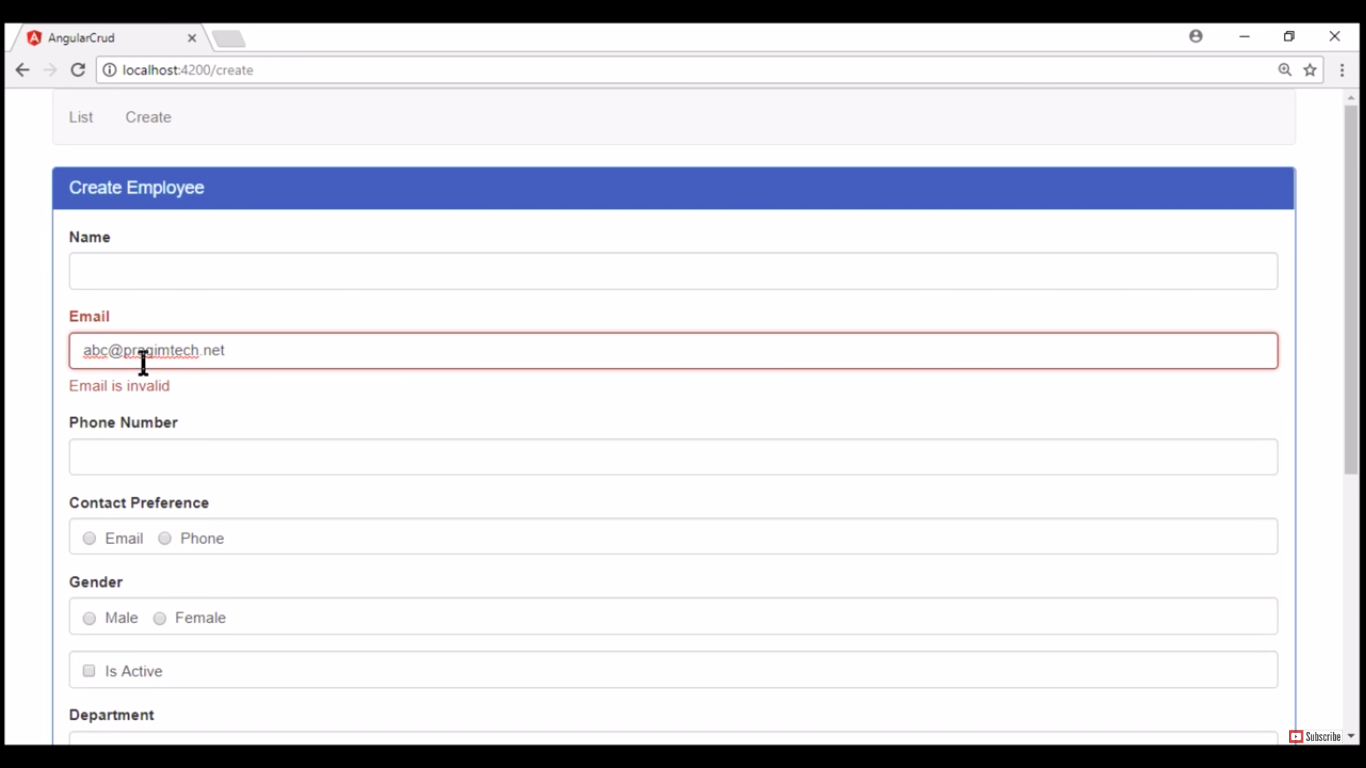 AngularCrud
localhost:4200/create
List Create
Create Employee
Name
Email
abc@pragimtech.net
Email is invalid
Phone Number
Contact Preference
Email Phone
Gender
Male Female
Is Active
Department
Subscribe